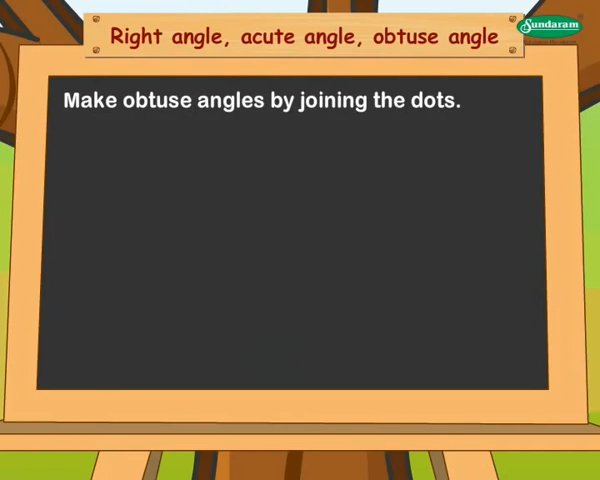 Right angle, acute angle, obtuse angle
Sundaram
Make obtuse angles by joining the dots.